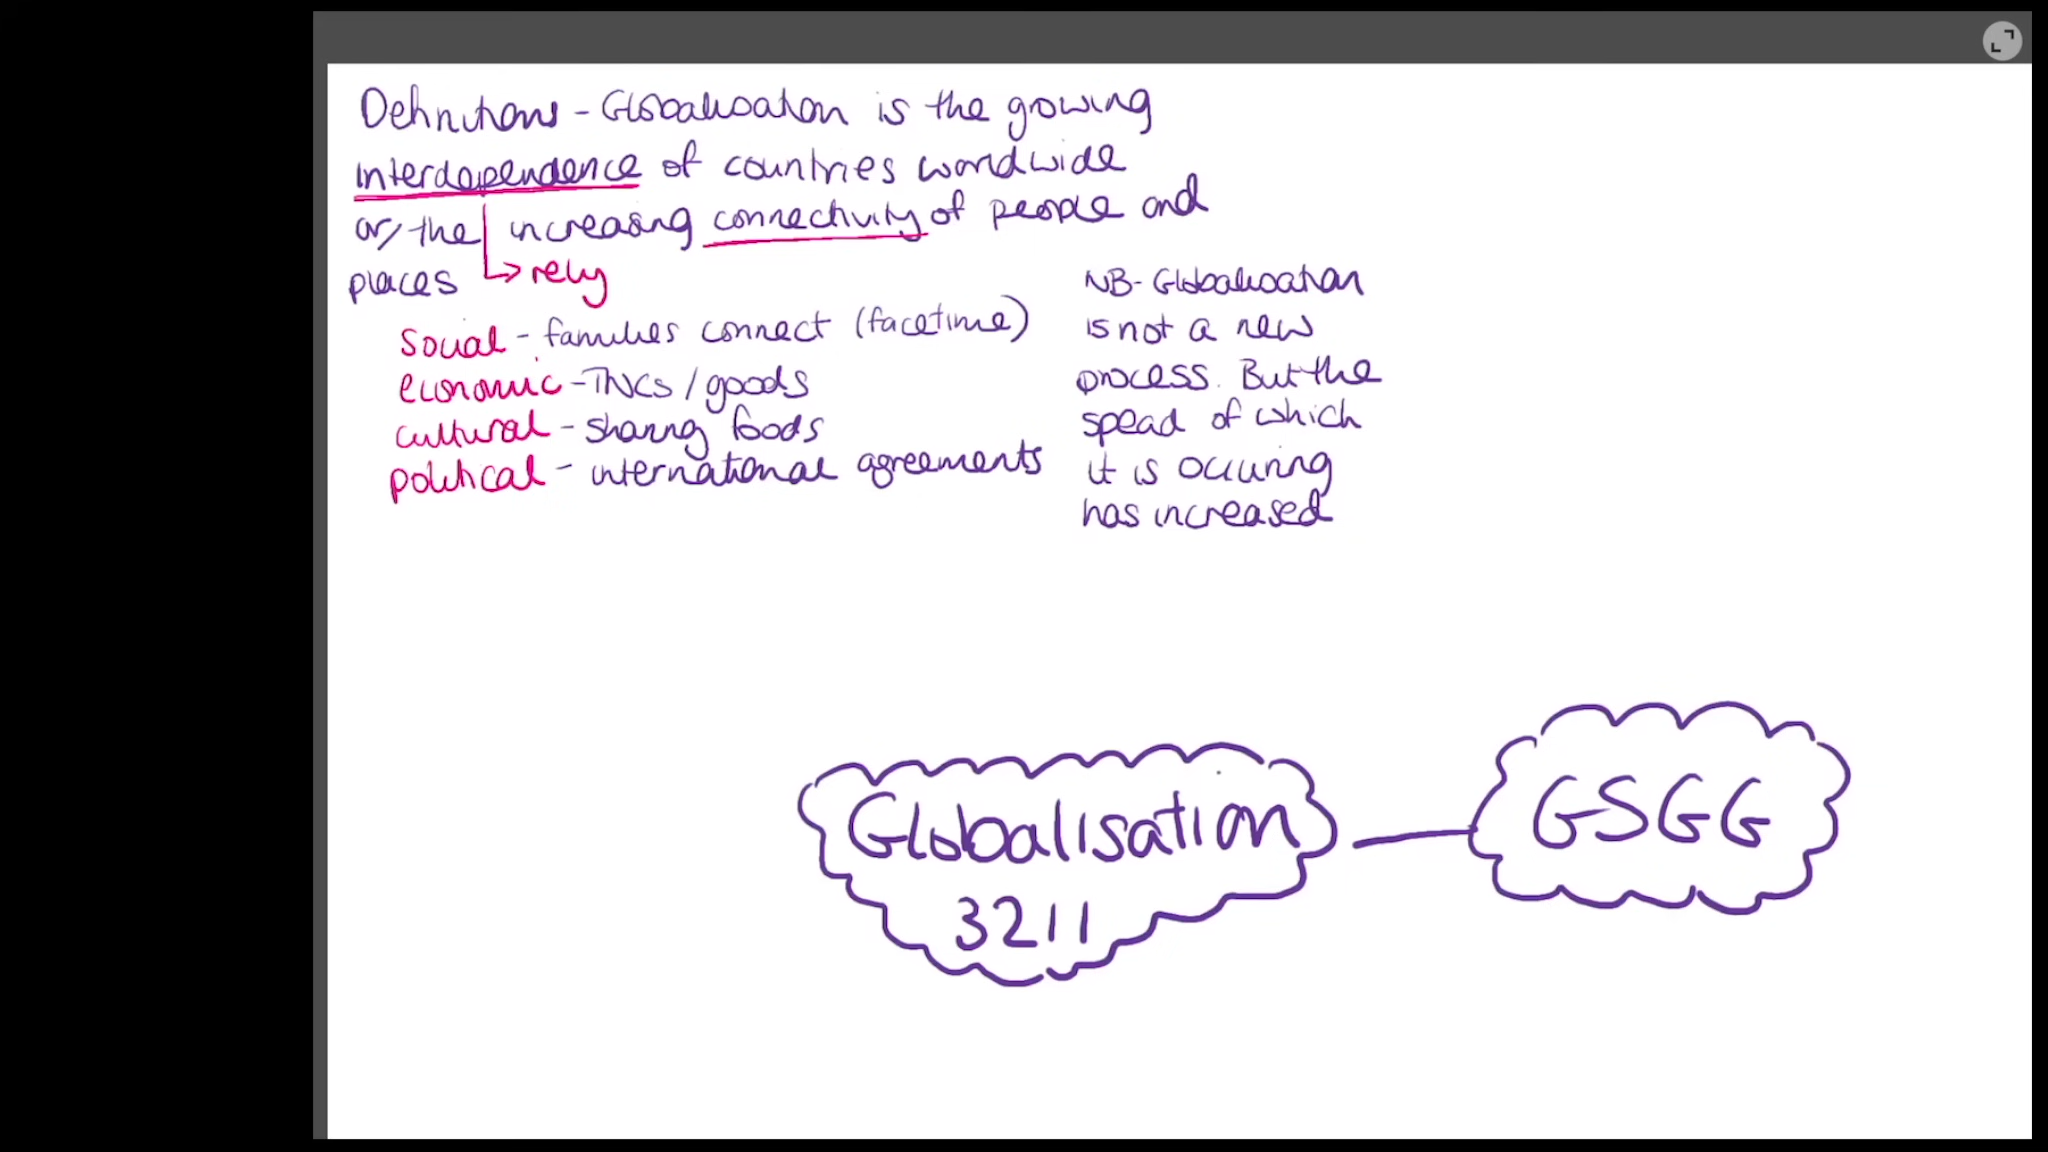 Definitions - Globalisation is the growing
interdependence of countries worldwide
or, the increasing connectivity of people and
places → rely
social - families connect (facetime)
economic - TNCs / goods
cultural - sharing foods
political - international agreements
NB- Globalisation
is not a new
process. But the
spead of which
it is occuring
has increased
Globalisation
3211
GSGG